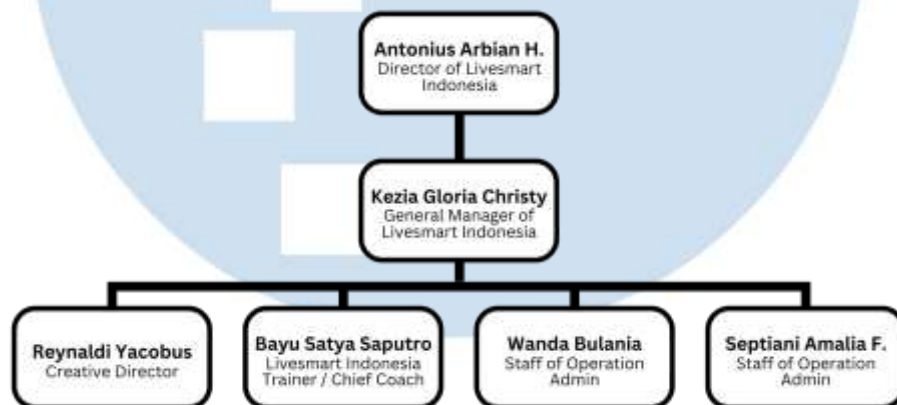 Antonius Arbian H.
Director of Livesmart
Indonesia
Kezia Gloria Christy
General Manager of
Livesmart Indonesia
Reynaldi Yacobus
Creative Director
Bayu Satya Saputro
Livesmart Indonesia
Trainer / Chief Coach
Wanda Bulania
Staff of Operation
Admin
Septiani Amalia F.
Staff of Operation
Admin